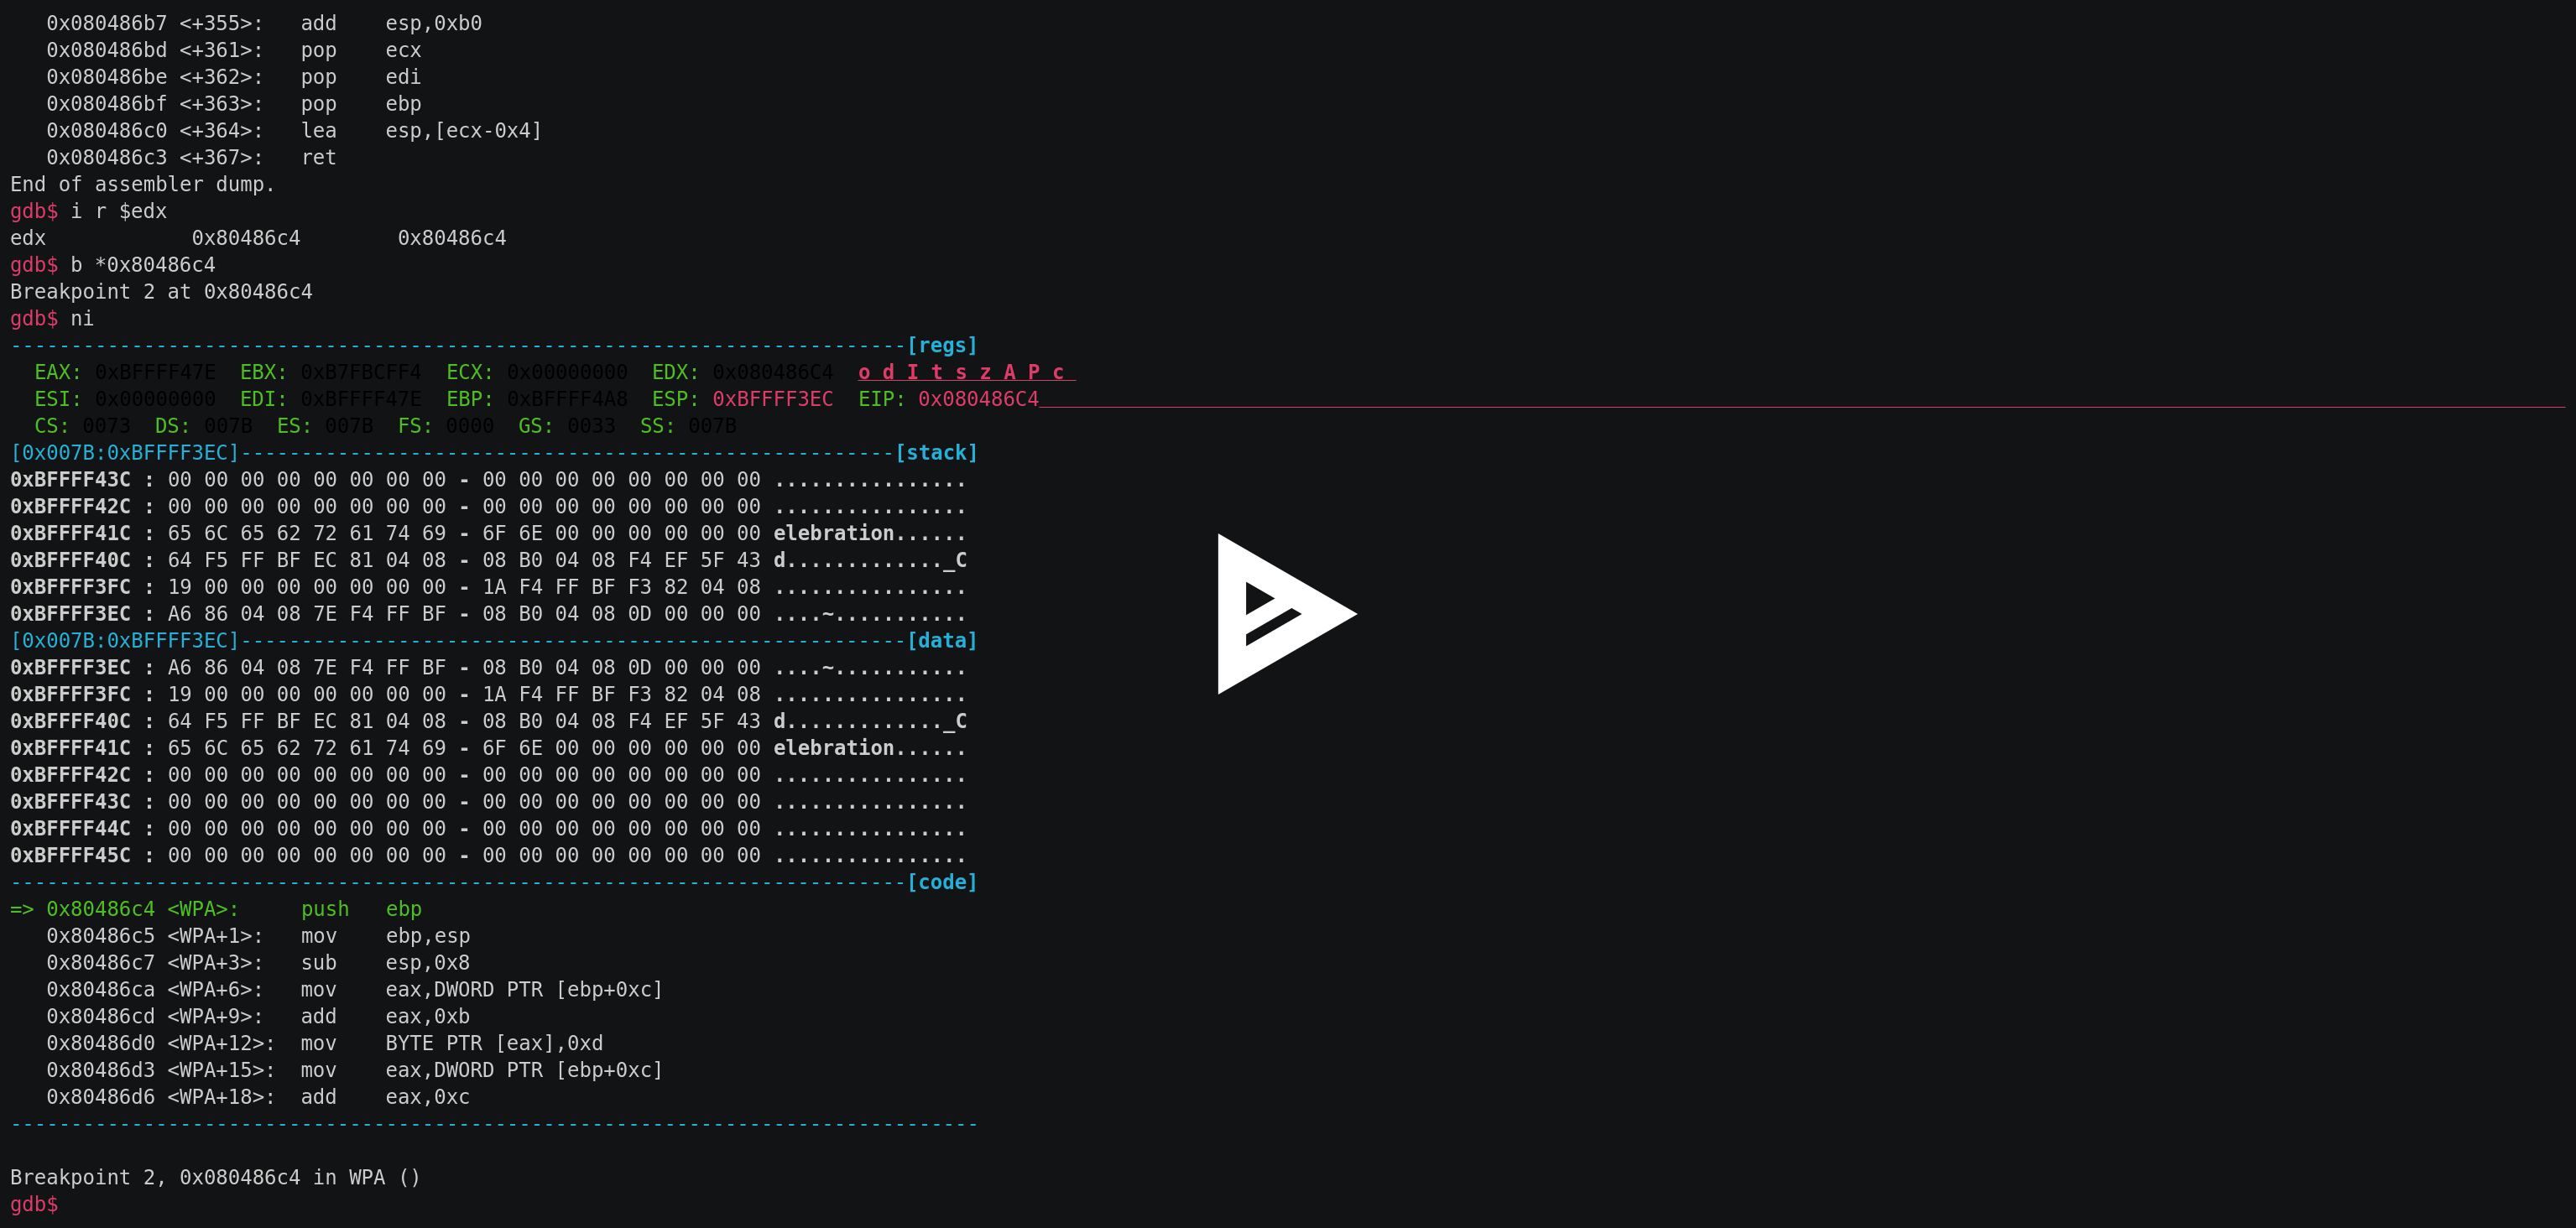 0x080486b7 <+355>:   add    esp,0xb0
   0x080486bd <+361>:   pop    ecx
   0x080486be <+362>:   pop    edi
   0x080486bf <+363>:   pop    ebp
   0x080486c0 <+364>:   lea    esp,[ecx-0x4]
   0x080486c3 <+367>:   ret
End of assembler dump.
gdb$ i r $edx
edx            0x80486c4        0x80486c4
gdb$ b *0x80486c4
Breakpoint 2 at 0x80486c4
gdb$ ni
--------------------------------------------------------------------------[regs]
  EAX: 0xBFFFF47E  EBX: 0xB7FBCFF4  ECX: 0x00000000  EDX: 0x080486C4  o d I t s z A P c
  ESI: 0x00000000  EDI: 0xBFFFF47E  EBP: 0xBFFFF4A8  ESP: 0xBFFFF3EC  EIP: 0x080486C4
  CS: 0073  DS: 007B  ES: 007B  FS: 0000  GS: 0033  SS: 007B
[0x007B:0xBFFFF3EC]------------------------------------------------------[stack]
0xBFFFF43C : 00 00 00 00 00 00 00 00 - 00 00 00 00 00 00 00 00 ................
0xBFFFF42C : 00 00 00 00 00 00 00 00 - 00 00 00 00 00 00 00 00 ................
0xBFFFF41C : 65 6C 65 62 72 61 74 69 - 6F 6E 00 00 00 00 00 00 elebration......
0xBFFFF40C : 64 F5 FF BF EC 81 04 08 - 08 B0 04 08 F4 EF 5F 43 d............._C
0xBFFFF3FC : 19 00 00 00 00 00 00 00 - 1A F4 FF BF F3 82 04 08 ................
0xBFFFF3EC : A6 86 04 08 7E F4 FF BF - 08 B0 04 08 0D 00 00 00 ....~...........
[0x007B:0xBFFFF3EC]-------------------------------------------------------[data]
0xBFFFF3EC : A6 86 04 08 7E F4 FF BF - 08 B0 04 08 0D 00 00 00 ....~...........
0xBFFFF3FC : 19 00 00 00 00 00 00 00 - 1A F4 FF BF F3 82 04 08 ................
0xBFFFF40C : 64 F5 FF BF EC 81 04 08 - 08 B0 04 08 F4 EF 5F 43 d............._C
0xBFFFF41C : 65 6C 65 62 72 61 74 69 - 6F 6E 00 00 00 00 00 00 elebration......
0xBFFFF42C : 00 00 00 00 00 00 00 00 - 00 00 00 00 00 00 00 00 ................
0xBFFFF43C : 00 00 00 00 00 00 00 00 - 00 00 00 00 00 00 00 00 ................
0xBFFFF44C : 00 00 00 00 00 00 00 00 - 00 00 00 00 00 00 00 00 ................
0xBFFFF45C : 00 00 00 00 00 00 00 00 - 00 00 00 00 00 00 00 00 ................
--------------------------------------------------------------------------[code]
=> 0x80486c4 <WPA>:     push   ebp
   0x80486c5 <WPA+1>:   mov    ebp,esp
   0x80486c7 <WPA+3>:   sub    esp,0x8
   0x80486ca <WPA+6>:   mov    eax,DWORD PTR [ebp+0xc]
   0x80486cd <WPA+9>:   add    eax,0xb
   0x80486d0 <WPA+12>:  mov    BYTE PTR [eax],0xd
   0x80486d3 <WPA+15>:  mov    eax,DWORD PTR [ebp+0xc]
   0x80486d6 <WPA+18>:  add    eax,0xc
--------------------------------------------------------------------------------
Breakpoint 2, 0x080486c4 in WPA ()
gdb$